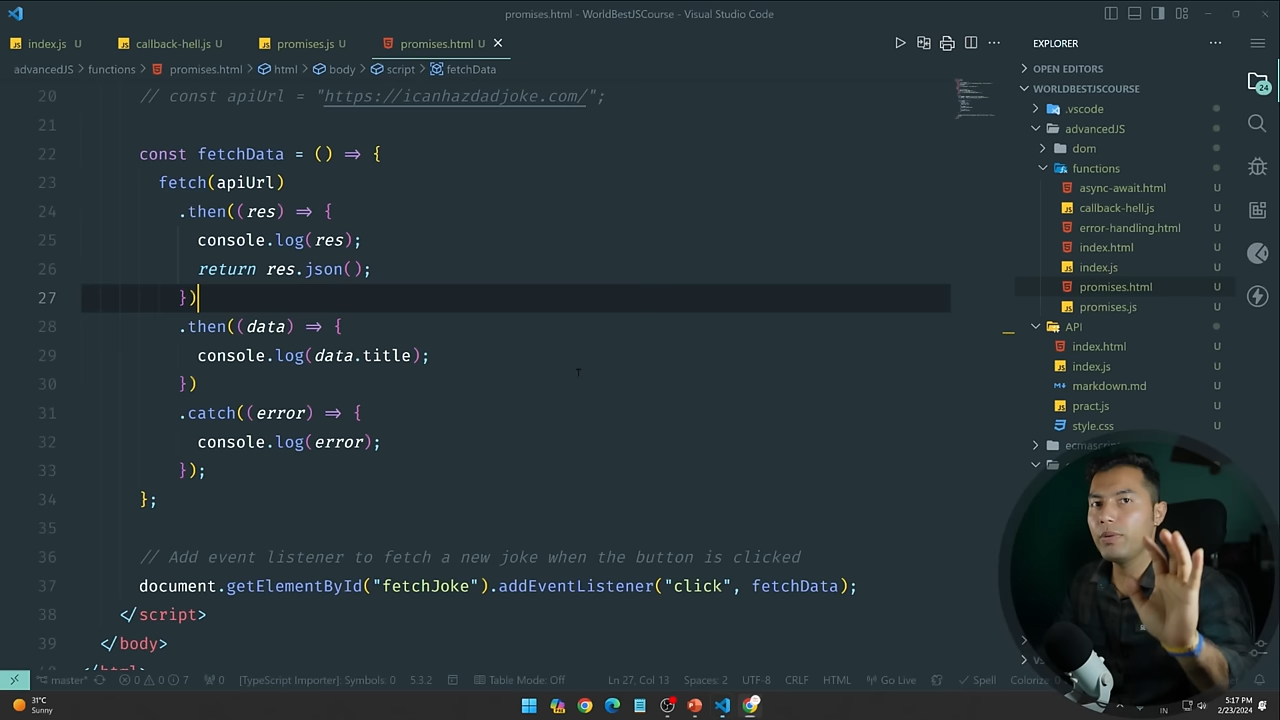 promises.html - WorldBestJSCourse - Visual Studio Code
index.js U
callback-hell.js U
promises.js U
promises.html U
EXPLORER
advancedJS > functions > promises.html > html > body > script > fetchData
OPEN EDITORS
WORLDBESTJSCOURSE
.vscode
advancedJS
dom
functions
async-await.html U
callback-hell.js U
error-handling.html U
index.html U
index.js U
promises.html U
promises.js U
API
index.html U
index.js U
markdown.md U
pract.js U
style.css U
24
20 // const apiUrl = "https://icanhazdadjoke.com/";
21
22 const fetchData = () => {
23 fetch(apiUrl)
24 .then((res) => {
25 console.log(res);
26 return res.json();
27 })
28 .then((data) => {
29 console.log(data.title);
30 })
31 .catch((error) => {
32 console.log(error);
33 });
34 };
35
36 // Add event listener to fetch a new joke when the button is clicked
37 document.getElementById("fetchJoke").addEventListener("click", fetchData);
38 </script>
39 </body>
master* 0 0 7 0 [TypeScript Importer]. Symbols: 0 5.3.2 Table Mode: Off Ln 27, Col 13 Spaces: 2 UTF-8 CRLF HTML Go Live Spell Colorize: 0
31°C
Sunny
IN
5:17 PM
2/23/2024